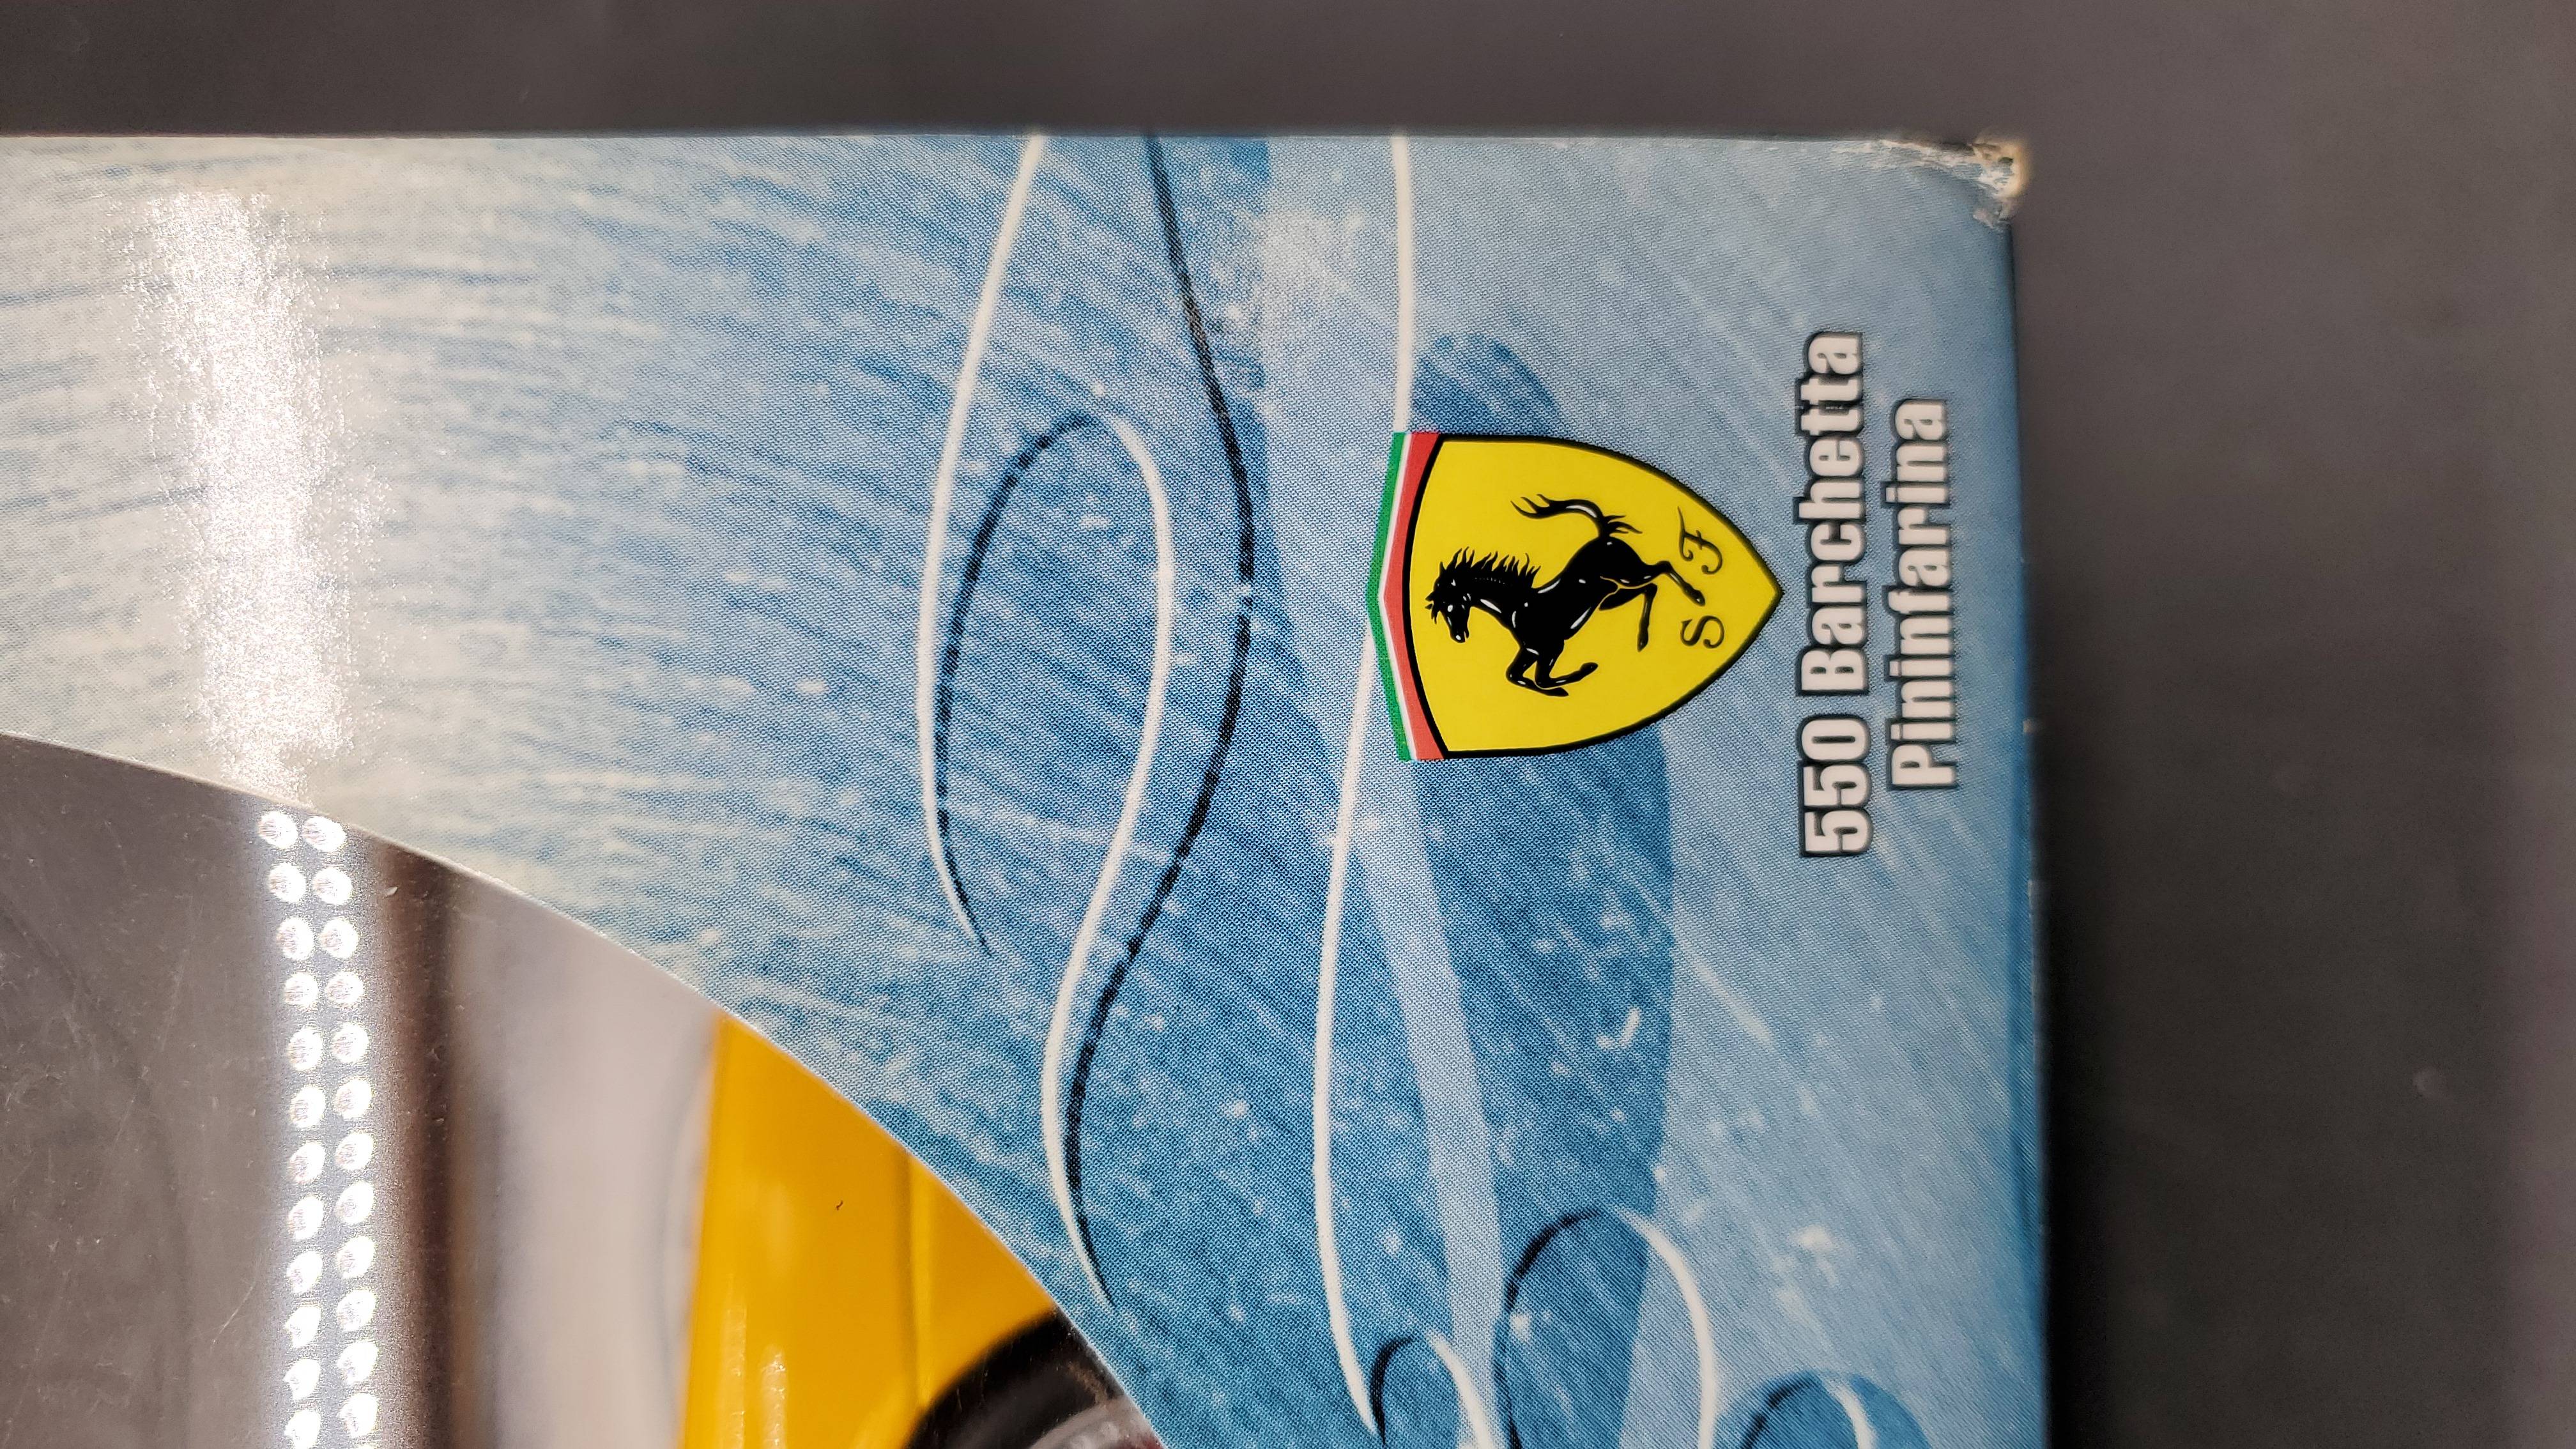 S F
550 Barchetta
Pininfarina